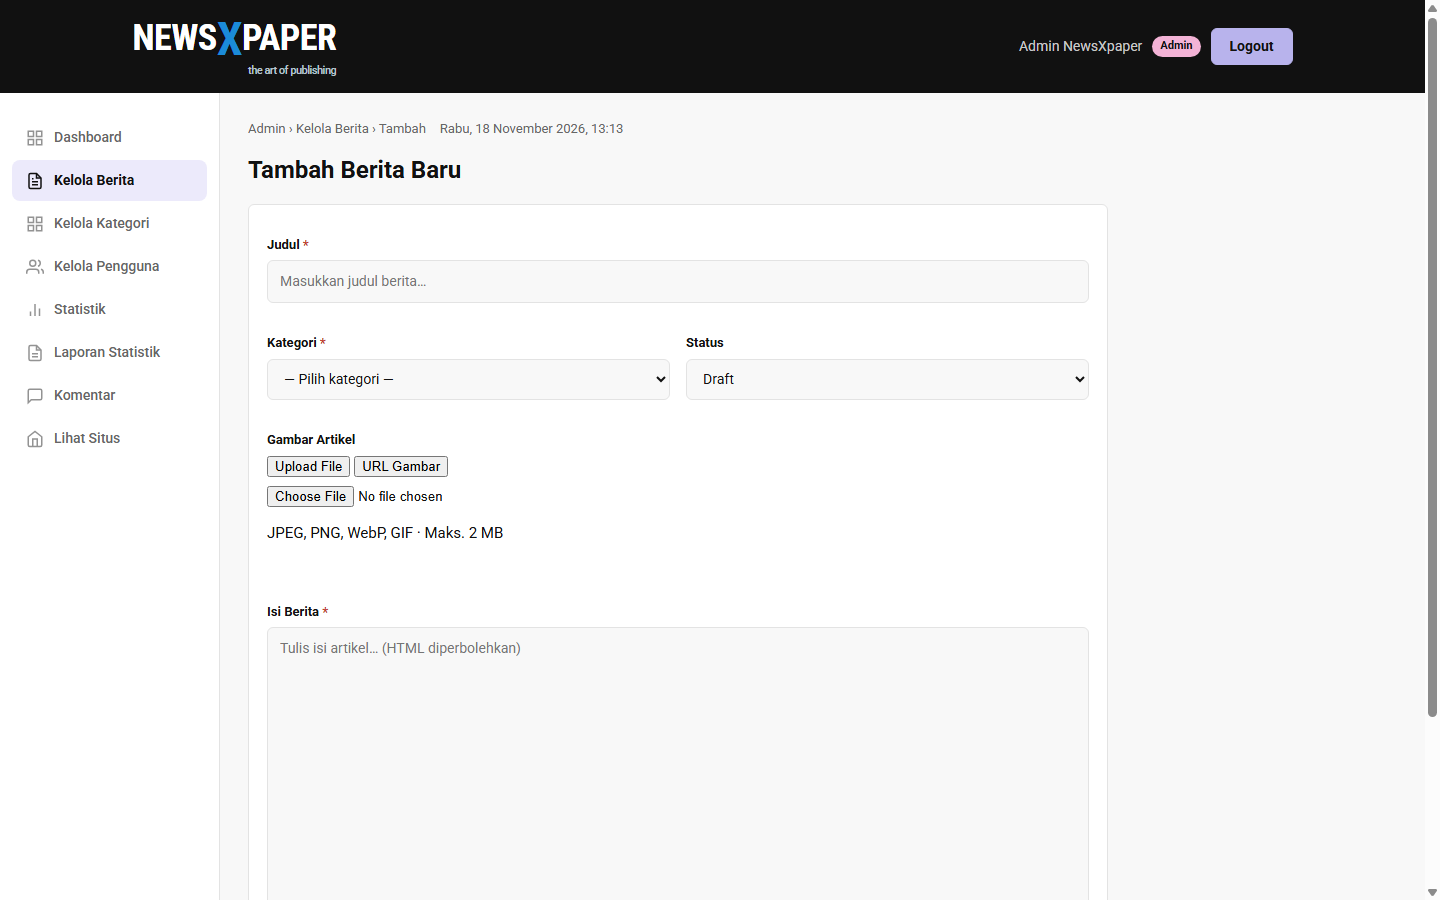 NEWSXPAPER
the art of publishing
Admin NewsXpaper
Admin
Logout
Dashboard
Kelola Berita
Kelola Kategori
Kelola Pengguna
Statistik
Laporan Statistik
Komentar
Lihat Situs
Admin › Kelola Berita › Tambah Rabu, 18 November 2026, 13:13
Tambah Berita Baru
Judul *
Masukkan judul berita...
Kategori *
Status
— Pilih kategori —
Draft
Gambar Artikel
Upload File URL Gambar
Choose File No file chosen
JPEG, PNG, WebP, GIF · Maks. 2 MB
Isi Berita *
Tulis isi artikel... (HTML diperbolehkan)